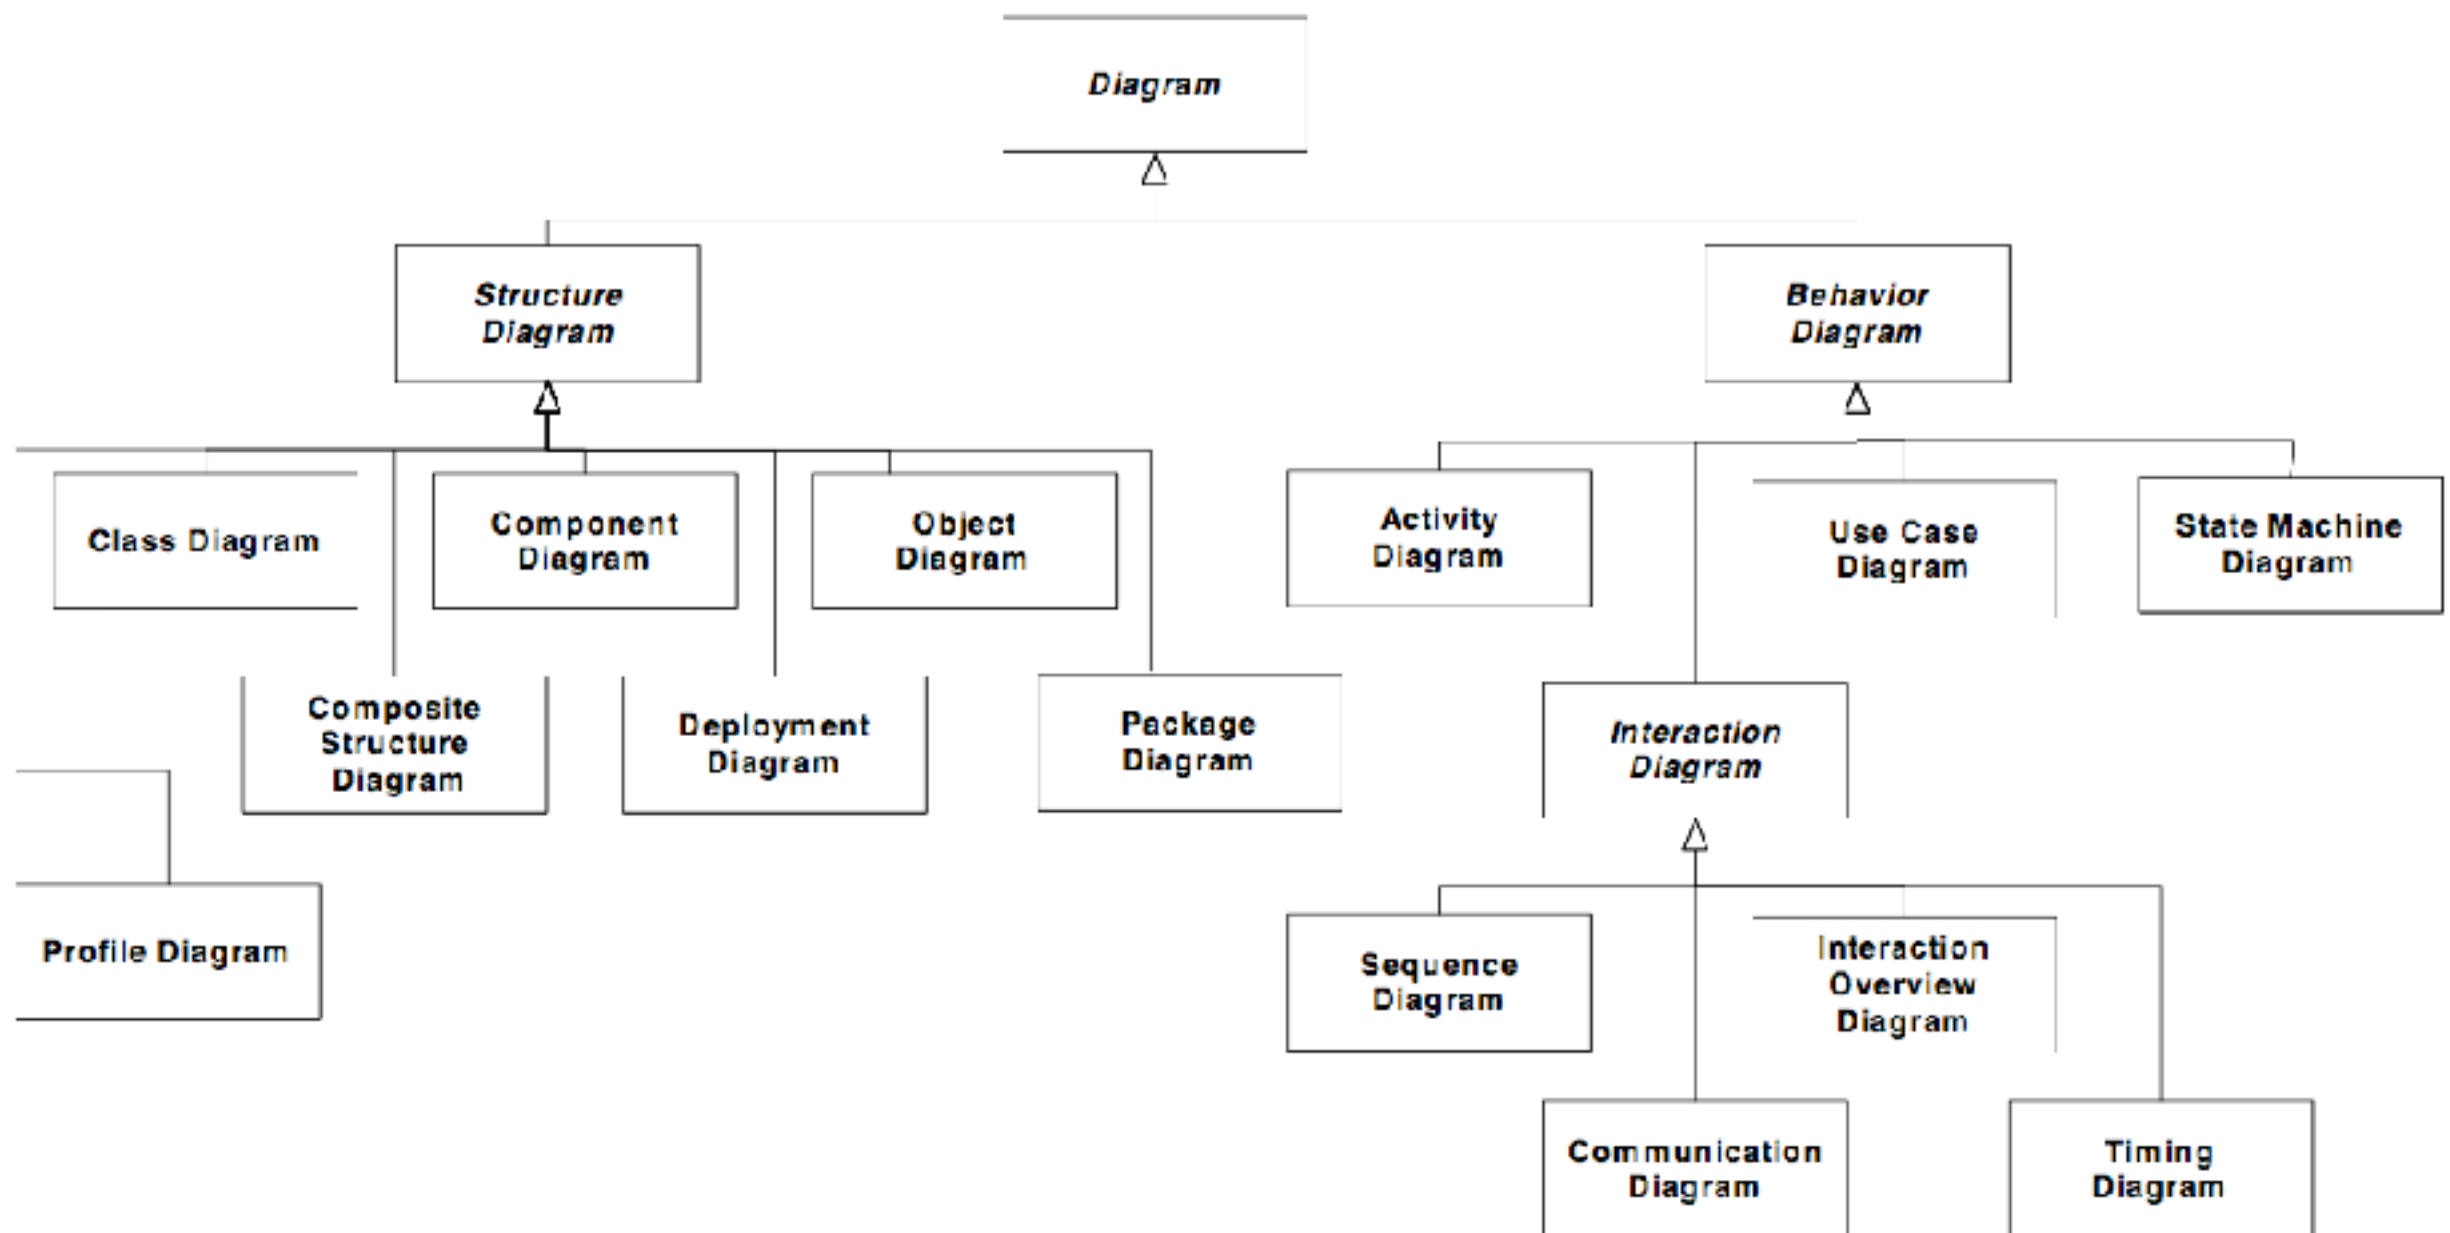 Diagram
Structure
Diagram
Behavior
Diagram
Class Diagram
Component
Diagram
Object
Diagram
Activity
Diagram
Use Case
Diagram
State Machine
Diagram
Composite
Structure
Diagram
Deployment
Diagram
Package
Diagram
Interaction
Diagram
Profile Diagram
Sequence
Diagram
Interaction
Overview
Diagram
Communication
Diagram
Timing
Diagram